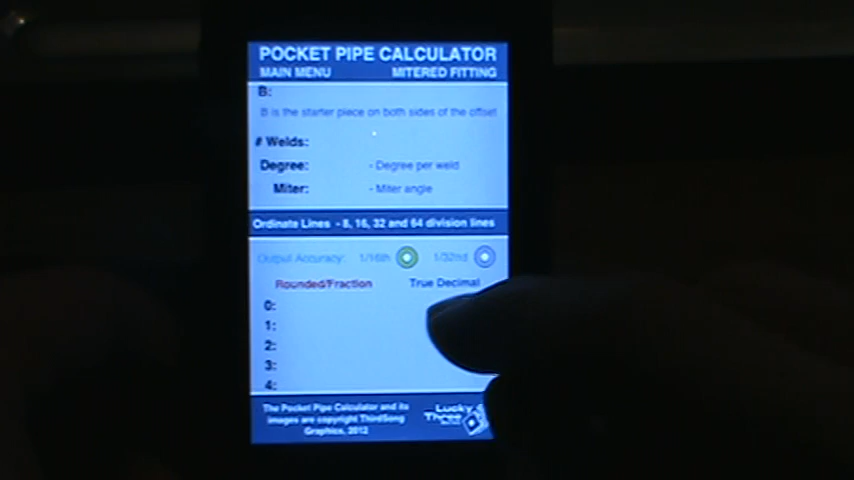 POCKET PIPE CALCULATOR
MAIN MENU MITERED FITTING
B:
B is the starter piece on both sides of the offset
# Welds:
Degree: - Degree per weld
Miter: - Miter angle
Ordinate Lines - 8, 16, 32 and 64 division lines
Output Accuracy: 1/16th 1/32nd
Rounded/Fraction True Decimal
0:
1:
2:
3:
4:
The Pocket Pipe Calculator and its
images are copyright ThirdSong
Graphics, 2012
Lucky
Three